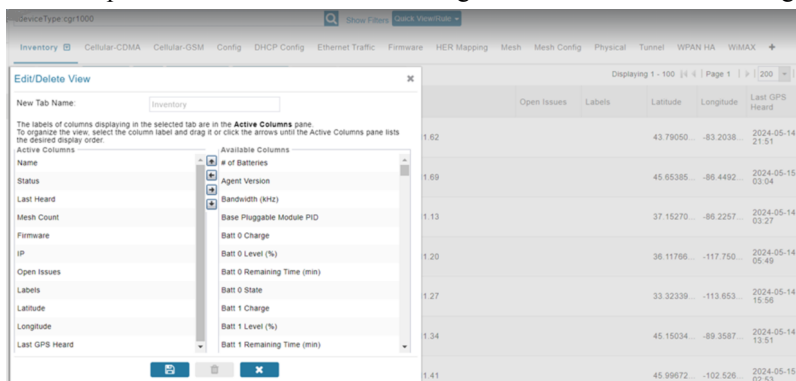 deviceType cgr1000
Show Filters
Quick View/Rule
Inventory Cellular-CDMA Cellular-GSM Config DHCP Config Ethernet Traffic Firmware HER Mapping Mesh Mesh Config Physical Tunnel WPAN HA WiMAX +
Displaying 1 - 100 Page 1 200
Edit/Delete View
New Tab Name: Inventory
The labels of columns displaying in the selected tab are in the Active Columns pane.
To organize the view, select the column label and drag it or click the arrows until the Active Columns pane lists
the desired display order.
Active Columns
Name
Status
Last Heard
Mesh Count
Firmware
IP
Open Issues
Labels
Latitude
Longitude
Last GPS Heard
Available Columns
# of Batteries
Agent Version
Bandwidth (kHz)
Base Pluggable Module PID
Batt 0 Charge
Batt 0 Level (%)
Batt 0 Remaining Time (min)
Batt 0 State
Batt 1 Charge
Batt 1 Level (%)
Batt 1 Remaining Time (min)
Open Issues Labels Latitude Longitude Last GPS
Heard
1.62 43.79050... -83.2038... 2024-05-14
21:51
1.69 45.65385... -86.4492... 2024-05-15
03:04
1.13 37.15270... -86.2257... 2024-05-14
03:27
1.20 36.11766... -117.750... 2024-05-14
05:49
1.27 33.32339... -113.653... 2024-05-14
15:56
1.34 45.15034... -89.3587... 2024-05-14
13:51
1.41 45.99672... -102.526... 2024-05-15
02:53